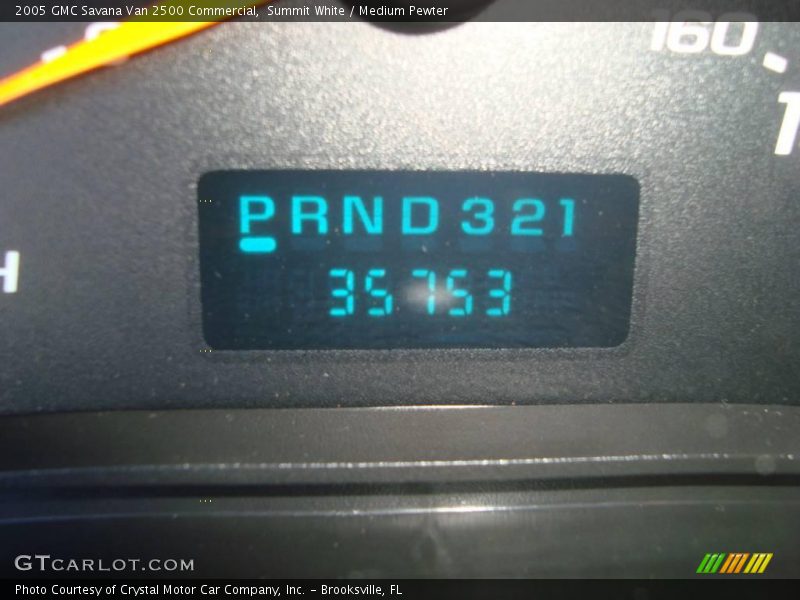 2005 GMC Savana Van 2500 Commercial, Summit White / Medium Pewter
160
H
PRND321
35753
GTCARLOT.COM
Photo Courtesy of Crystal Motor Car Company, Inc. - Brooksville, FL